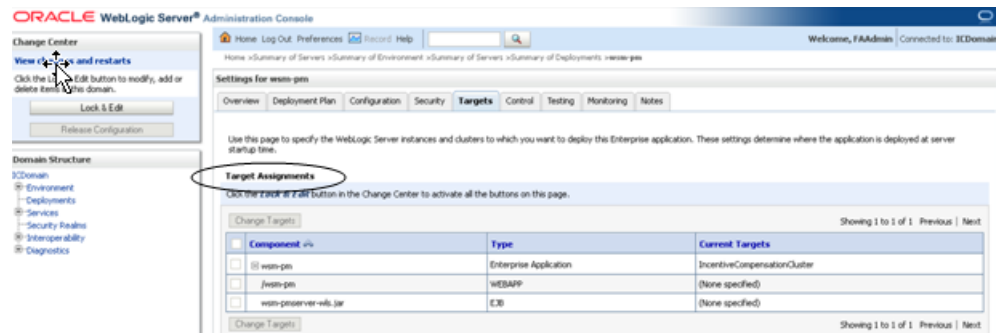 ORACLE WebLogic Server® Administration Console
Change Center
View changes and restarts
Click the Lock & Edit button to modify, add or
delete items in this domain.
Lock & Edit
Release Configuration
Domain Structure
ICDomain
Environment
Deployments
Services
Security Realms
Interoperability
Diagnostics
Home Log Out Preferences Record Help
Welcome, FAAdmin Connected to: ICDomain
Home >Summary of Servers >Summary of Environment >Summary of Servers >Summary of Deployments >wsm-pm
Settings for wsm-pm
Overview Deployment Plan Configuration Security Targets Control Testing Monitoring Notes
Use this page to specify the WebLogic Server instances and clusters to which you want to deploy this Enterprise application. These settings determine where the application is deployed at server
startup time.
Target Assignments
Click the Lock & Edit button in the Change Center to activate all the buttons on this page.
Change Targets
Showing 1 to 1 of 1 Previous | Next
Component Type Current Targets
wsm-pm Enterprise Application IncentiveCompensationCluster
/wsm-pm WEBAPP (None specified)
wsm-pmserver-wls.jar EJB (None specified)
Change Targets
Showing 1 to 1 of 1 Previous | Next